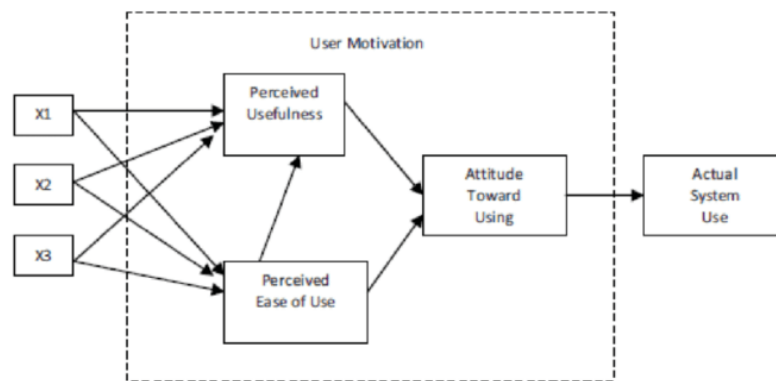 User Motivation
X1
X2
X3
Perceived
Usefulness
Perceived
Ease of Use
Attitude
Toward
Using
Actual
System
Use